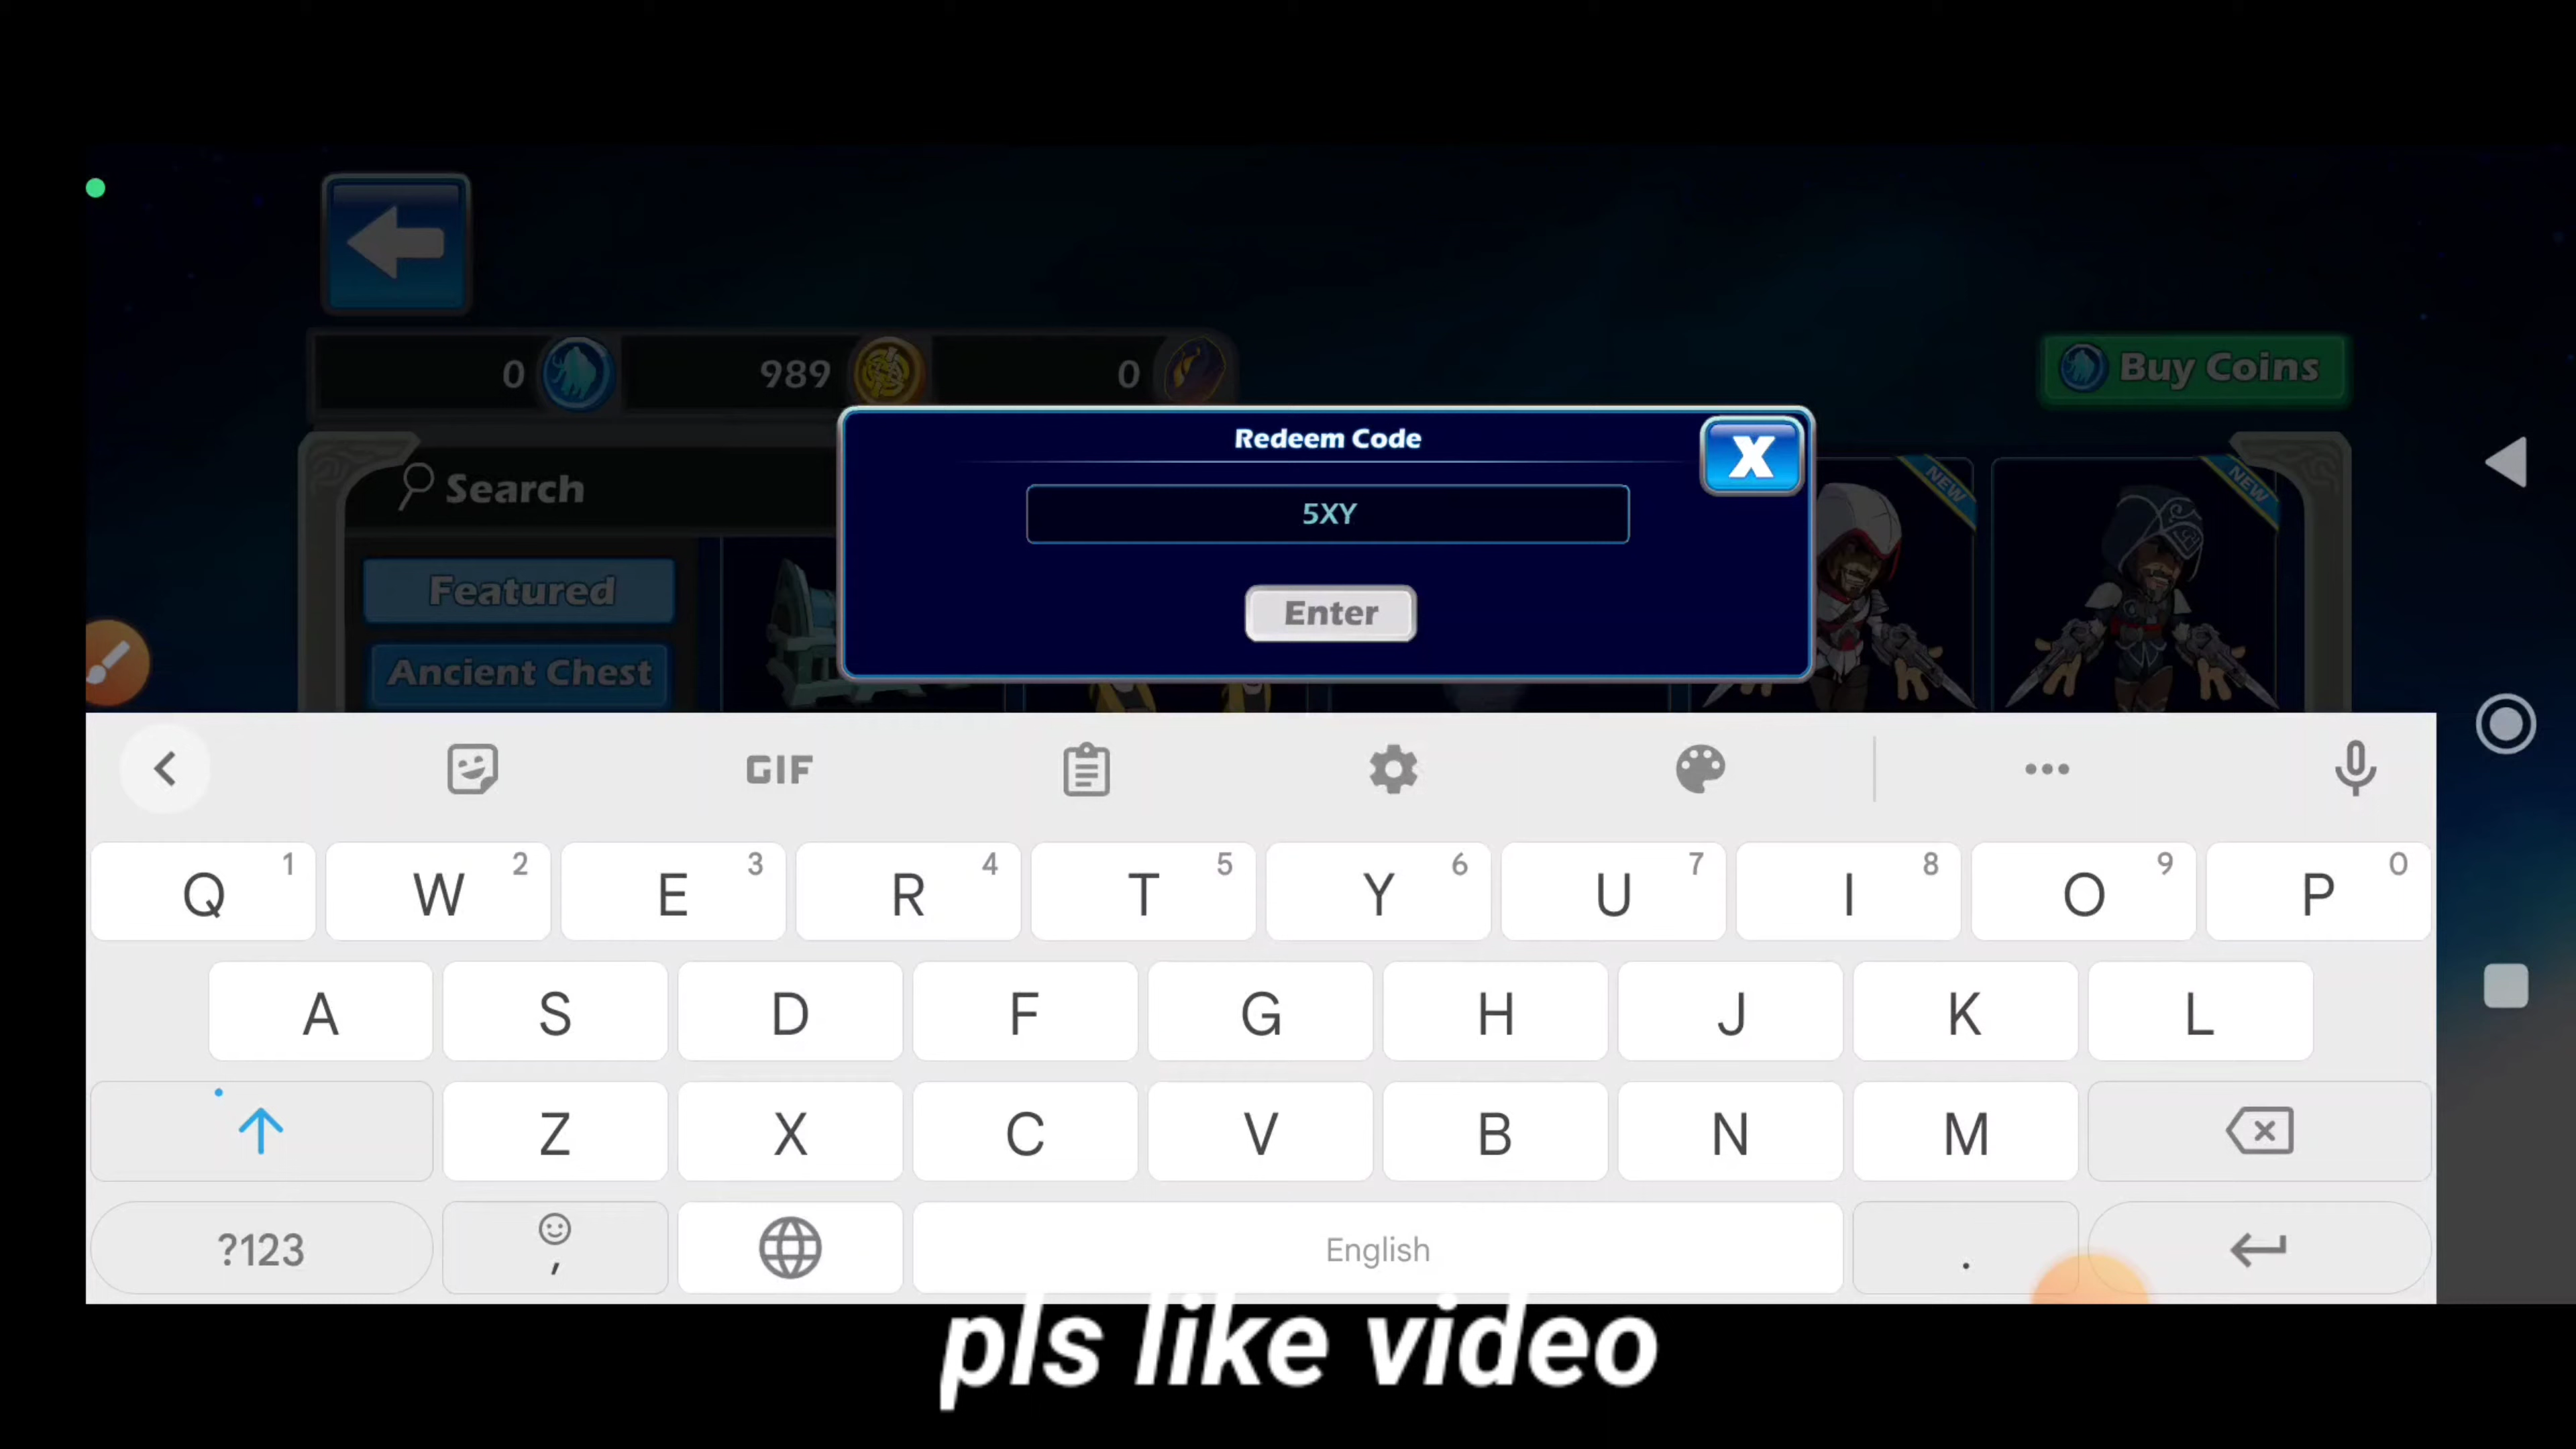 0 989 0
Buy Coins
Redeem Code
X
Search
5XY
NEW NEW
Featured
Enter
Ancient Chest
GIF
Q 1 W 2 E 3 R 4 T 5 Y 6 U 7 I 8 O 9 P 0
A S D F G H J K L
Z X C V B N M
?123 , English .
pls like video